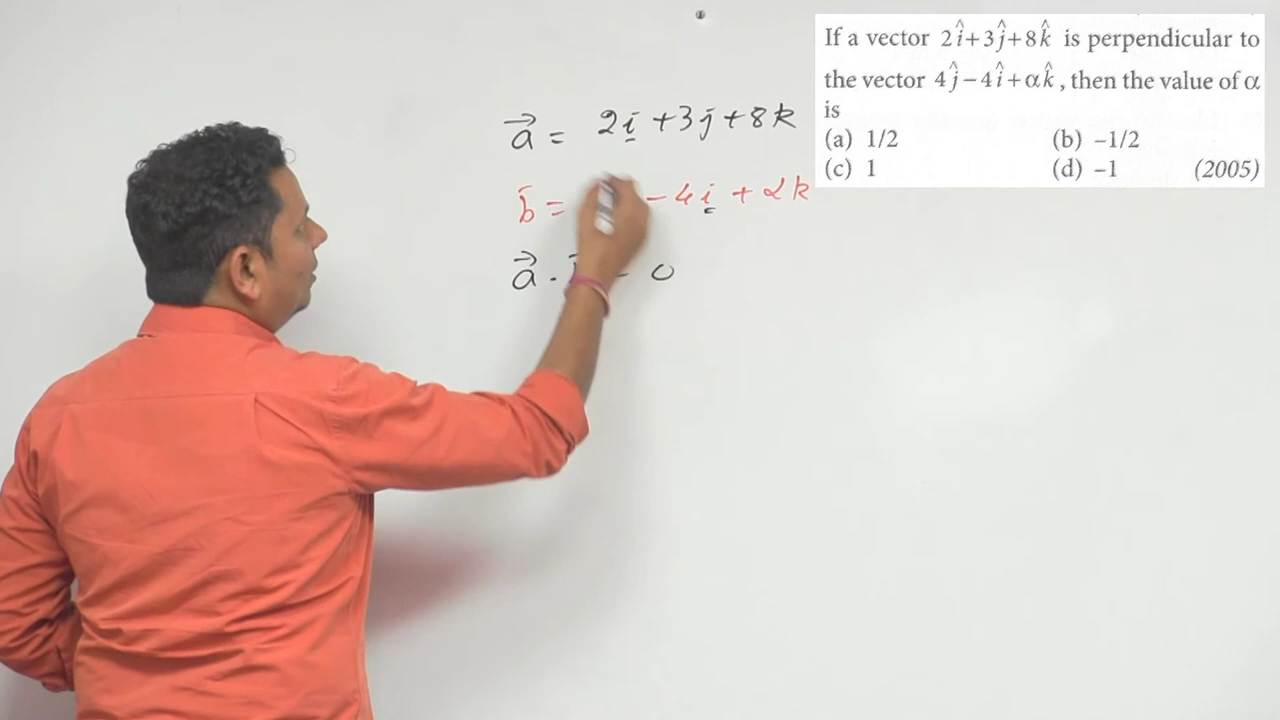 If a vector 2î+3ĵ+8k̂ is perpendicular to
the vector 4ĵ−4î+αk̂, then the value of α
is
(a) 1/2 (b) –1/2
(c) 1 (d) –1 (2005)
a⃗ = 2i +3j+8k
b̄ = −4i + αk
a⃗ . = 0